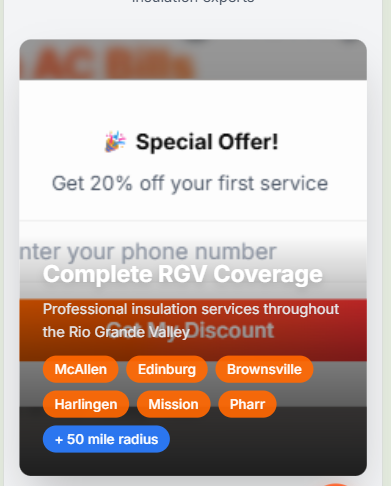 insulation experts
AC Bills
🎉 Special Offer!
Get 20% off your first service
nter your phone number
Complete RGV Coverage
Professional insulation services throughout
the Rio Grande Valley
Get My Discount
McAllen Edinburg Brownsville
Harlingen Mission Pharr
+ 50 mile radius